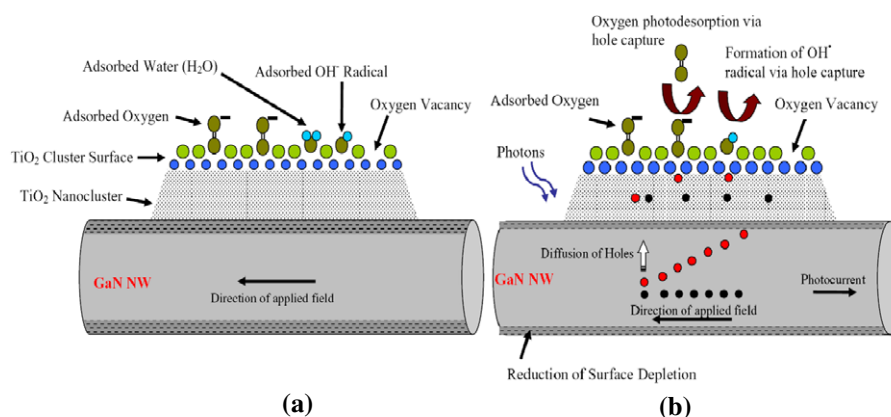 Adsorbed Water (H2O)
Adsorbed OH- Radical
Oxygen Vacancy
Adsorbed Oxygen
TiO2 Cluster Surface
TiO2 Nanocluster
GaN NW
Direction of applied field
(a)
Oxygen photodesorption via
hole capture
Formation of OH•
radical via hole capture
Adsorbed Oxygen
Oxygen Vacancy
Photons
Diffusion of Holes
GaN NW
Photocurrent
Direction of applied field
Reduction of Surface Depletion
(b)